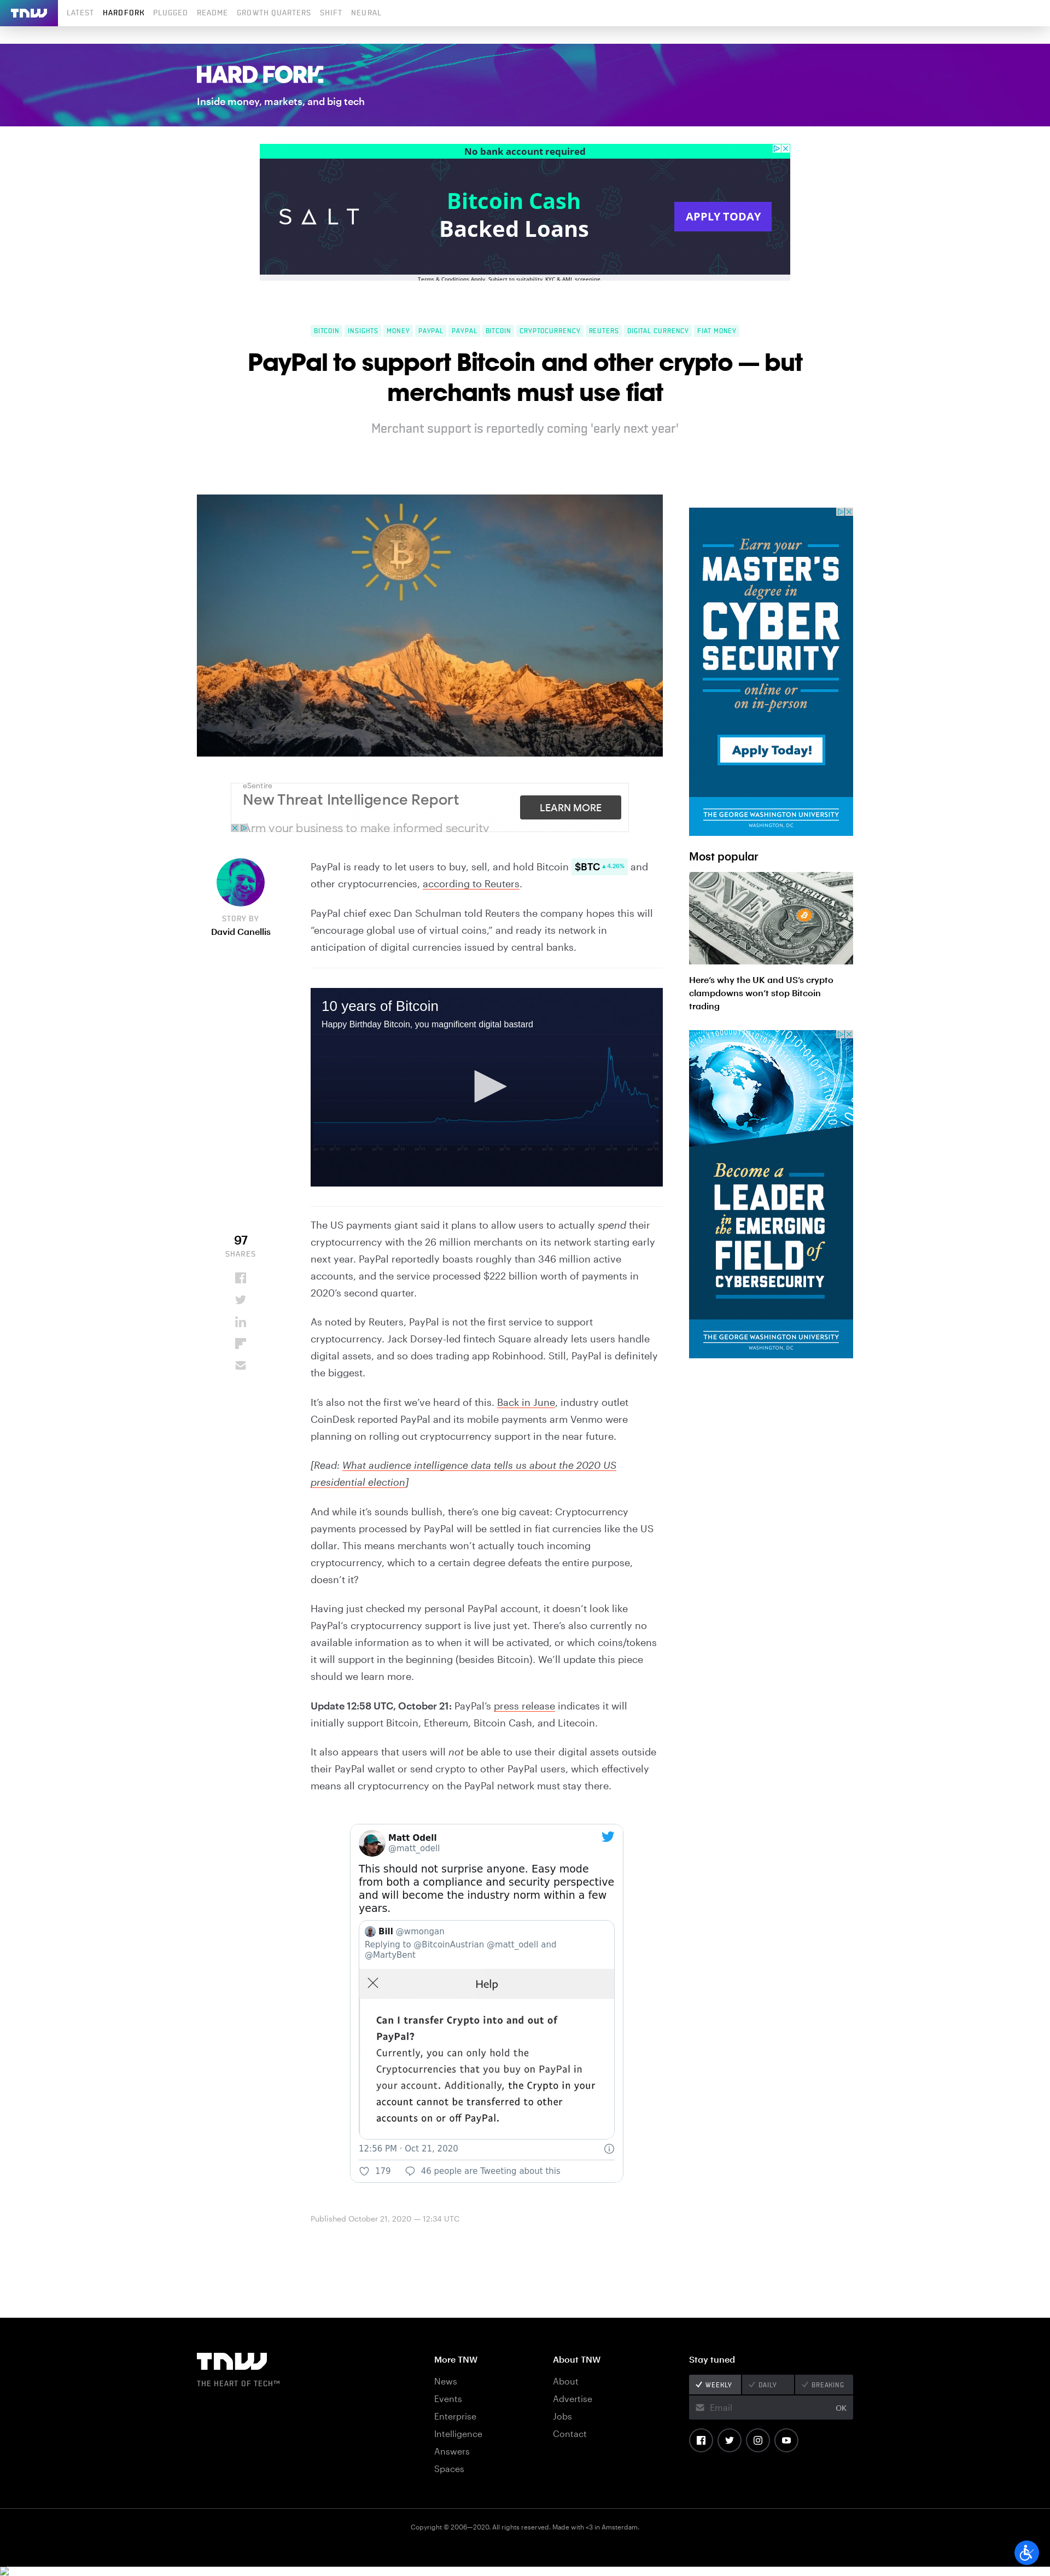 TNW
LATEST HARDFORK PLUGGED README GROWTH QUARTERS SHIFT NEURAL
HARD FORK.
Inside money, markets, and big tech
No bank account required
SALT
Bitcoin Cash
Backed Loans
APPLY TODAY
Terms & Conditions Apply. Subject to suitability, KYC & AML screening.
BITCOIN INSIGHTS MONEY PAYPAL PAYPAL BITCOIN CRYPTOCURRENCY REUTERS DIGITAL CURRENCY FIAT MONEY
PayPal to support Bitcoin and other crypto — but
merchants must use fiat
Merchant support is reportedly coming 'early next year'
Earn your
MASTER'S
degree in
CYBER
SECURITY
online or
on in-person
Apply Today!
THE GEORGE WASHINGTON UNIVERSITY
WASHINGTON, DC
eSentire
New Threat Intelligence Report
Arm your business to make informed security
LEARN MORE
STORY BY
David Canellis
PayPal is ready to let users to buy, sell, and hold Bitcoin $BTC ▲4.26% and
other cryptocurrencies, according to Reuters.
PayPal chief exec Dan Schulman told Reuters the company hopes this will
“encourage global use of virtual coins,” and ready its network in
anticipation of digital currencies issued by central banks.
10 years of Bitcoin
Happy Birthday Bitcoin, you magnificent digital bastard
97
SHARES
The US payments giant said it plans to allow users to actually spend their
cryptocurrency with the 26 million merchants on its network starting early
next year. PayPal reportedly boasts roughly than 346 million active
accounts, and the service processed $222 billion worth of payments in
2020’s second quarter.
As noted by Reuters, PayPal is not the first service to support
cryptocurrency. Jack Dorsey-led fintech Square already lets users handle
digital assets, and so does trading app Robinhood. Still, PayPal is definitely
the biggest.
It’s also not the first we’ve heard of this. Back in June, industry outlet
CoinDesk reported PayPal and its mobile payments arm Venmo were
planning on rolling out cryptocurrency support in the near future.
[Read: What audience intelligence data tells us about the 2020 US
presidential election]
And while it’s sounds bullish, there’s one big caveat: Cryptocurrency
payments processed by PayPal will be settled in fiat currencies like the US
dollar. This means merchants won’t actually touch incoming
cryptocurrency, which to a certain degree defeats the entire purpose,
doesn’t it?
Having just checked my personal PayPal account, it doesn’t look like
PayPal’s cryptocurrency support is live just yet. There’s also currently no
available information as to when it will be activated, or which coins/tokens
it will support in the beginning (besides Bitcoin). We’ll update this piece
should we learn more.
Update 12:58 UTC, October 21: PayPal’s press release indicates it will
initially support Bitcoin, Ethereum, Bitcoin Cash, and Litecoin.
It also appears that users will not be able to use their digital assets outside
their PayPal wallet or send crypto to other PayPal users, which effectively
means all cryptocurrency on the PayPal network must stay there.
Matt Odell
@matt_odell
This should not surprise anyone. Easy mode
from both a compliance and security perspective
and will become the industry norm within a few
years.
Bill @wmongan
Replying to @BitcoinAustrian @matt_odell and
@MartyBent
Help
Can I transfer Crypto into and out of
PayPal?
Currently, you can only hold the
Cryptocurrencies that you buy on PayPal in
your account. Additionally, the Crypto in your
account cannot be transferred to other
accounts on or off PayPal.
12:56 PM · Oct 21, 2020
179 46 people are Tweeting about this
Published October 21, 2020 — 12:34 UTC
Most popular
Here’s why the UK and US’s crypto
clampdowns won’t stop Bitcoin
trading
Become a
LEADER
in the EMERGING
FIELD of
CYBERSECURITY
THE GEORGE WASHINGTON UNIVERSITY
WASHINGTON, DC
TNW
THE HEART OF TECH™
More TNW
News
Events
Enterprise
Intelligence
Answers
Spaces
About TNW
About
Advertise
Jobs
Contact
Stay tuned
WEEKLY DAILY BREAKING
Email OK
Copyright © 2006—2020. All rights reserved. Made with <3 in Amsterdam.